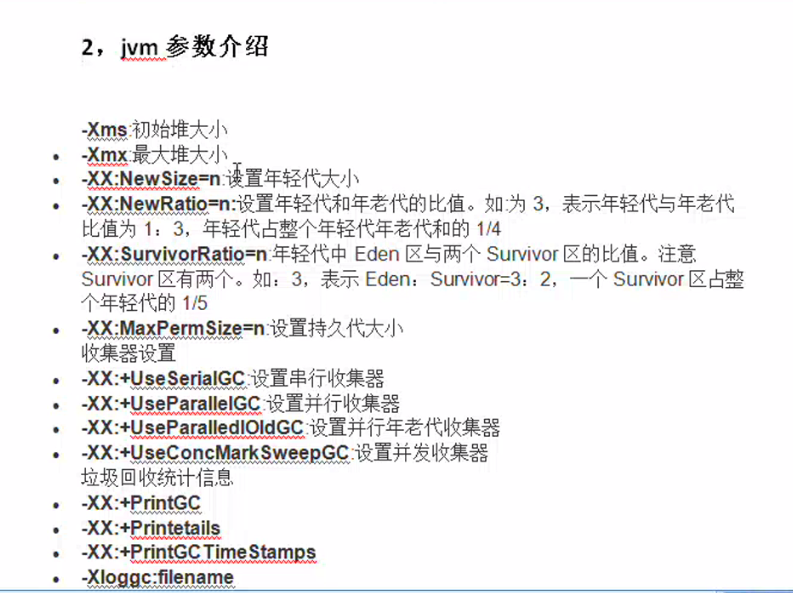 2，jvm 参数介绍
-Xms:初始堆大小
-Xmx:最大堆大小
-XX:NewSize=n:设置年轻代大小
-XX:NewRatio=n:设置年轻代和年老代的比值。如:为 3，表示年轻代与年老代
比值为 1：3，年轻代占整个年轻代年老代和的 1/4
-XX:SurvivorRatio=n:年轻代中 Eden 区与两个 Survivor 区的比值。注意
Survivor 区有两个。如：3，表示 Eden：Survivor=3：2，一个 Survivor 区占整
个年轻代的 1/5
-XX:MaxPermSize=n:设置持久代大小
收集器设置
-XX:+UseSerialGC:设置串行收集器
-XX:+UseParallelGC:设置并行收集器
-XX:+UseParalledlOldGC:设置并行年老代收集器
-XX:+UseConcMarkSweepGC:设置并发收集器
垃圾回收统计信息
-XX:+PrintGC
-XX:+Printetails
-XX:+PrintGCTimeStamps
-Xloggc:filename